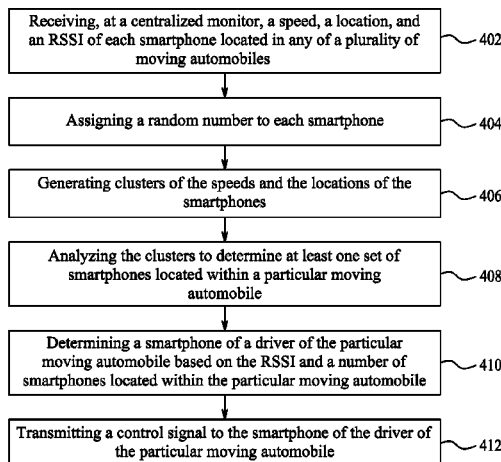 Receiving, at a centralized monitor, a speed, a location, and
an RSSI of each smartphone located in any of a plurality of
moving automobiles
402
Assigning a random number to each smartphone
404
Generating clusters of the speeds and the locations of the
smartphones
406
Analyzing the clusters to determine at least one set of
smartphones located within a particular moving
automobile
408
Determining a smartphone of a driver of the particular
moving automobile based on the RSSI and a number of
smartphones located within the particular moving automobile
410
Transmitting a control signal to the smartphone of the driver of
the particular moving automobile
412